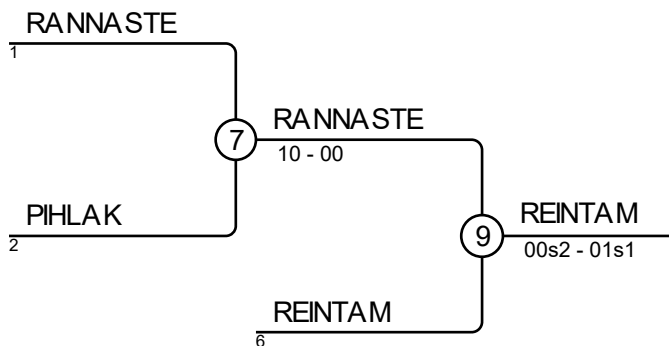 RANNASTE
1
7
RANNASTE
10 - 00
PIHLAK
2
9
REINTAM
00s2 - 01s1
REINTAM
6